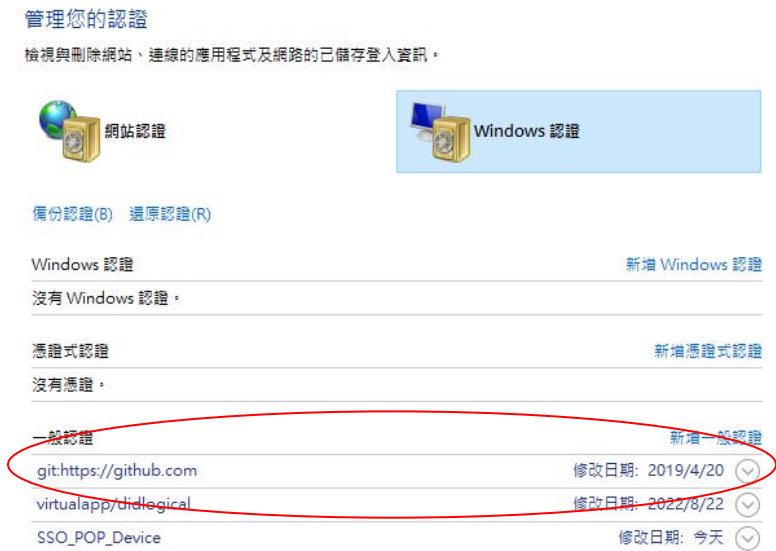 管理您的認證
檢視與刪除網站、連線的應用程式及網路的已儲存登入資訊。
網站認證
Windows 認證
備份認證(B) 還原認證(R)
Windows 認證 新增 Windows 認證
沒有 Windows 認證。
憑證式認證 新增憑證式認證
沒有憑證。
一般認證 新增一般認證
git:https://github.com 修改日期: 2019/4/20
virtualapp/didlogical 修改日期: 2022/8/22
SSO_POP_Device 修改日期: 今天